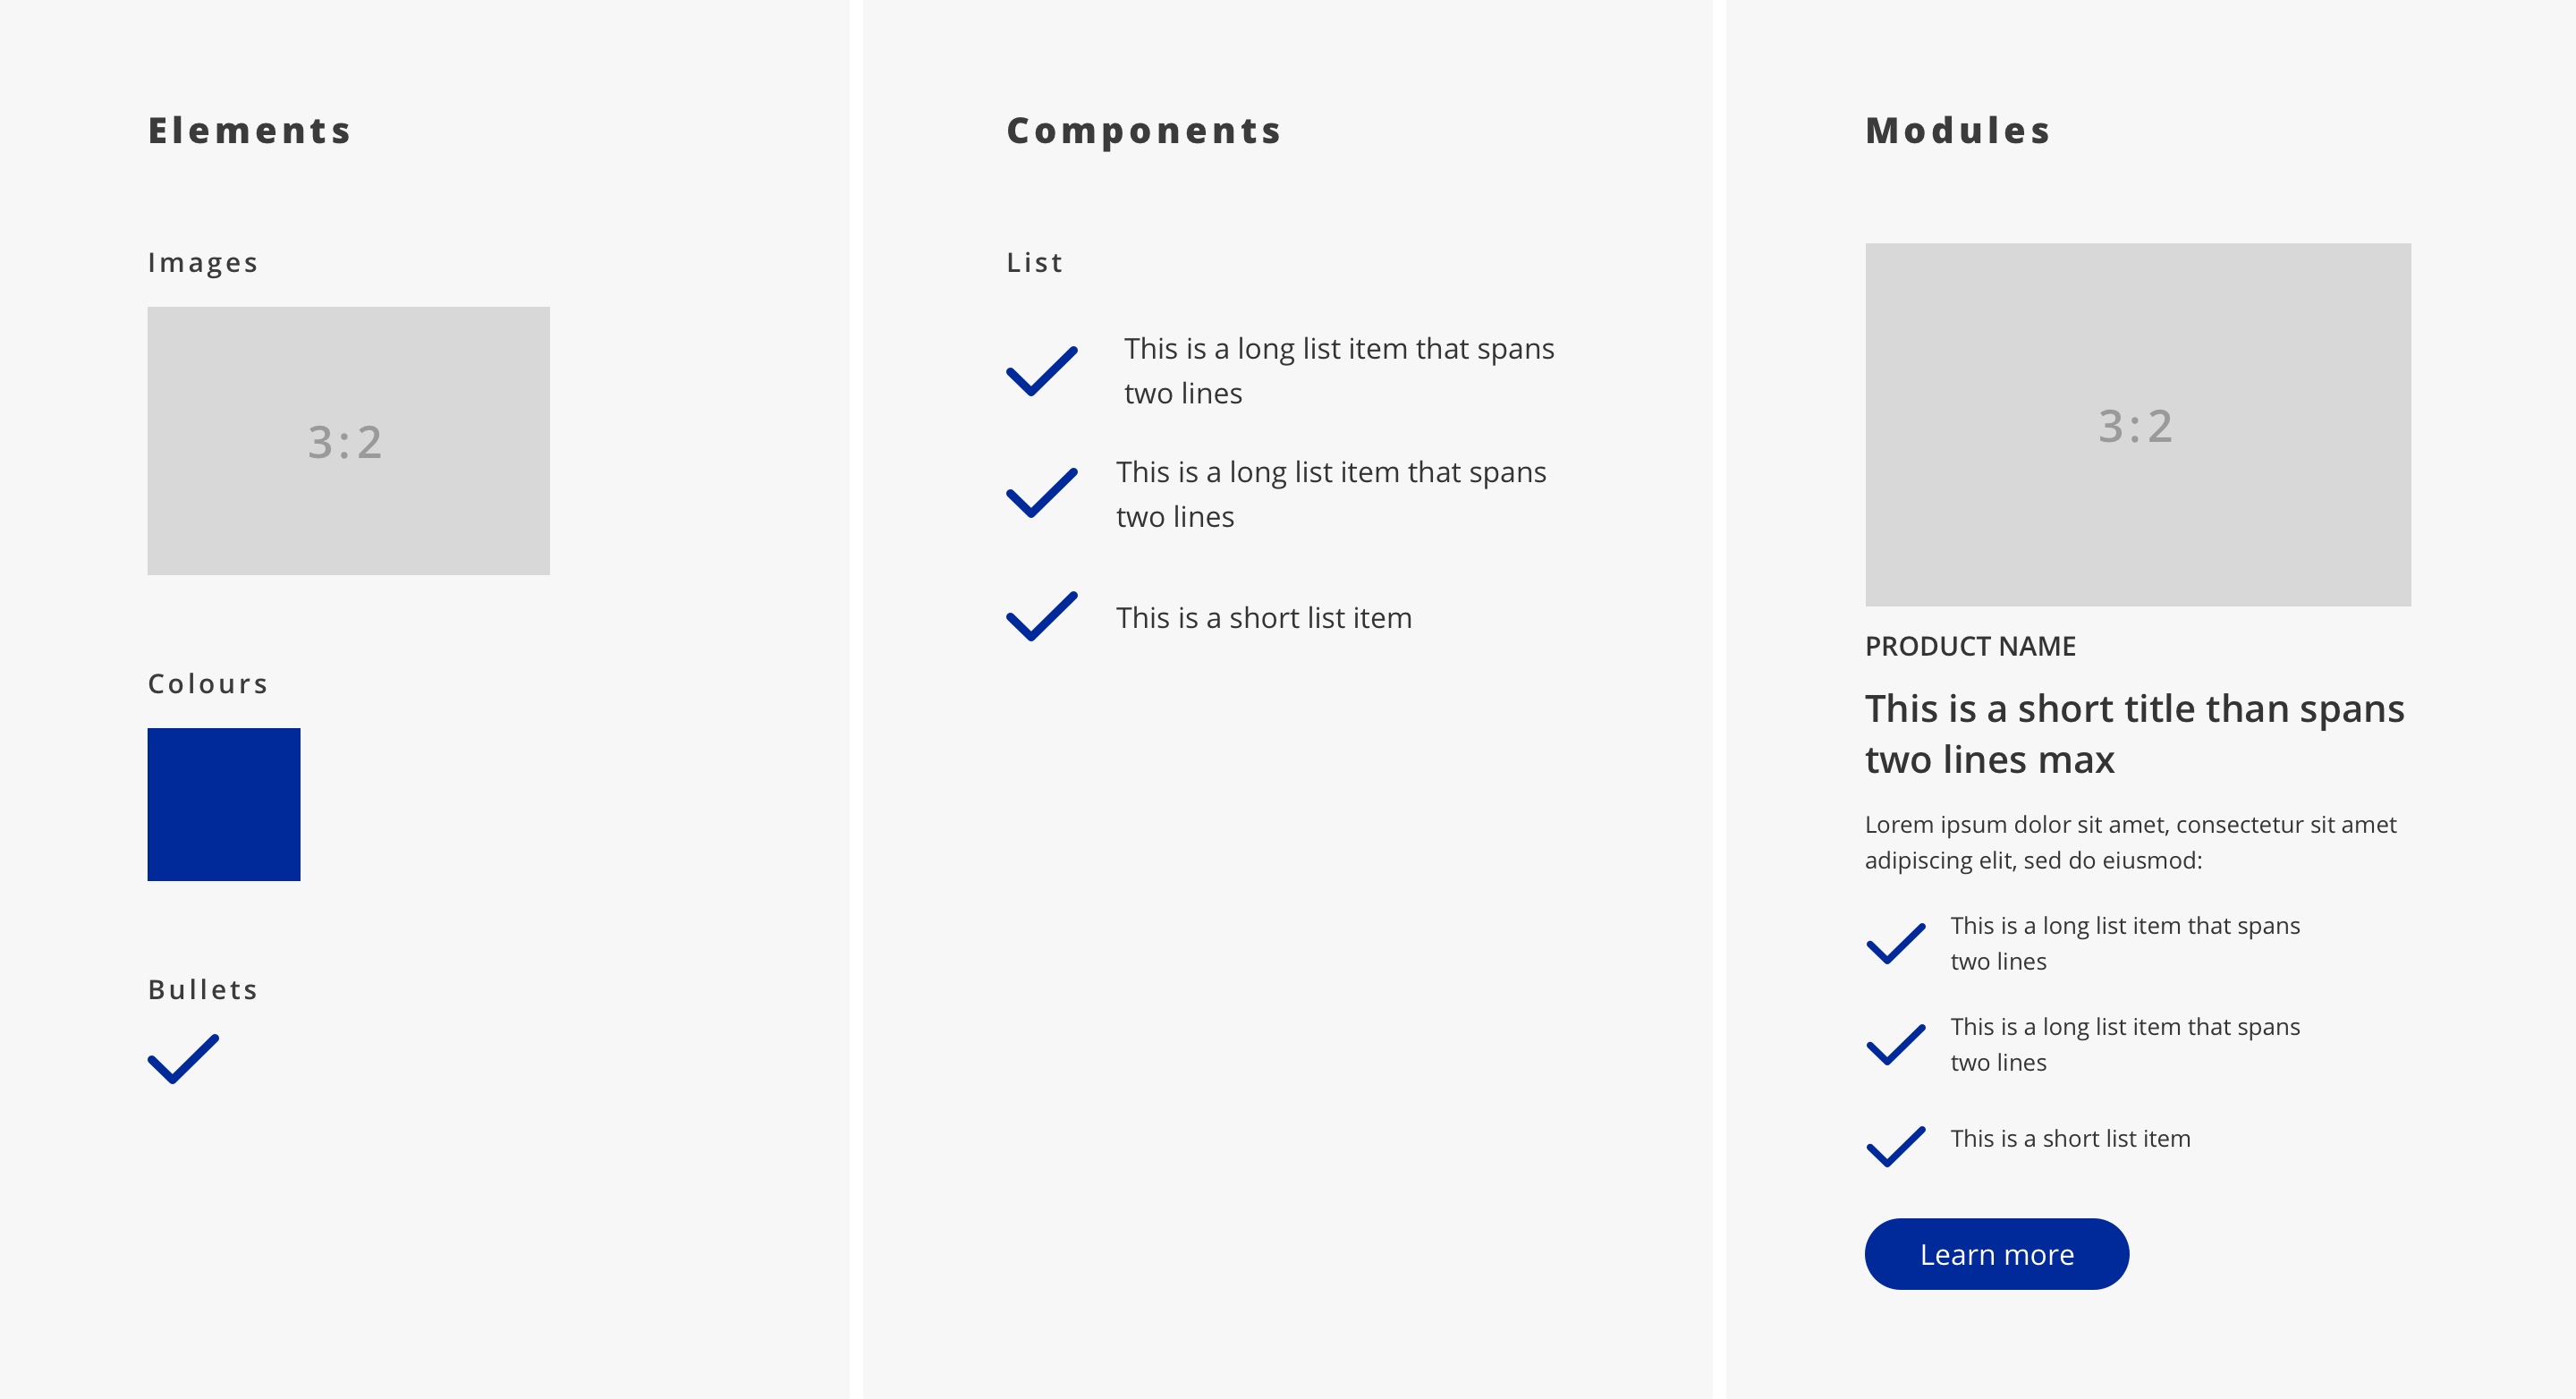 Elements
Images
3:2
Colours
Bullets
Components
List
This is a long list item that spans
two lines
This is a long list item that spans
two lines
This is a short list item
Modules
3:2
PRODUCT NAME
This is a short title than spans
two lines max
Lorem ipsum dolor sit amet, consectetur sit amet
adipiscing elit, sed do eiusmod:
This is a long list item that spans
two lines
This is a long list item that spans
two lines
This is a short list item
Learn more